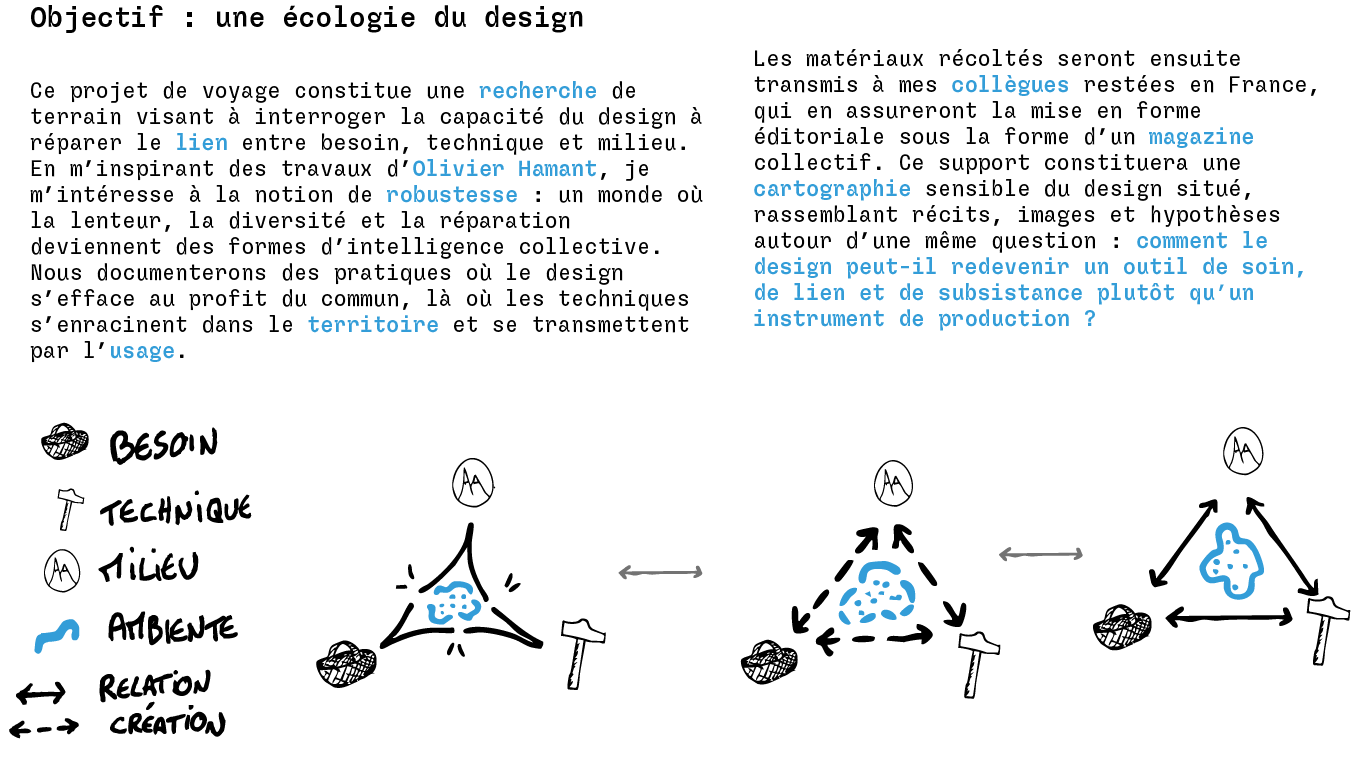 Objectif : une écologie du design
Ce projet de voyage constitue une recherche de
terrain visant à interroger la capacité du design à
réparer le lien entre besoin, technique et milieu.
En m’inspirant des travaux d’Olivier Hamant, je
m’intéresse à la notion de robustesse : un monde où
la lenteur, la diversité et la réparation
deviennent des formes d’intelligence collective.
Nous documenterons des pratiques où le design
s’efface au profit du commun, là où les techniques
s’enracinent dans le territoire et se transmettent
par l’usage.
Les matériaux récoltés seront ensuite
transmis à mes collègues restées en France,
qui en assureront la mise en forme
éditoriale sous la forme d’un magazine
collectif. Ce support constituera une
cartographie sensible du design situé,
rassemblant récits, images et hypothèses
autour d’une même question : comment le
design peut-il redevenir un outil de soin,
de lien et de subsistance plutôt qu’un
instrument de production ?
BESOIN
TECHNIQUE
MILIEU
AMBIENTE
RELATION
CRÉATION